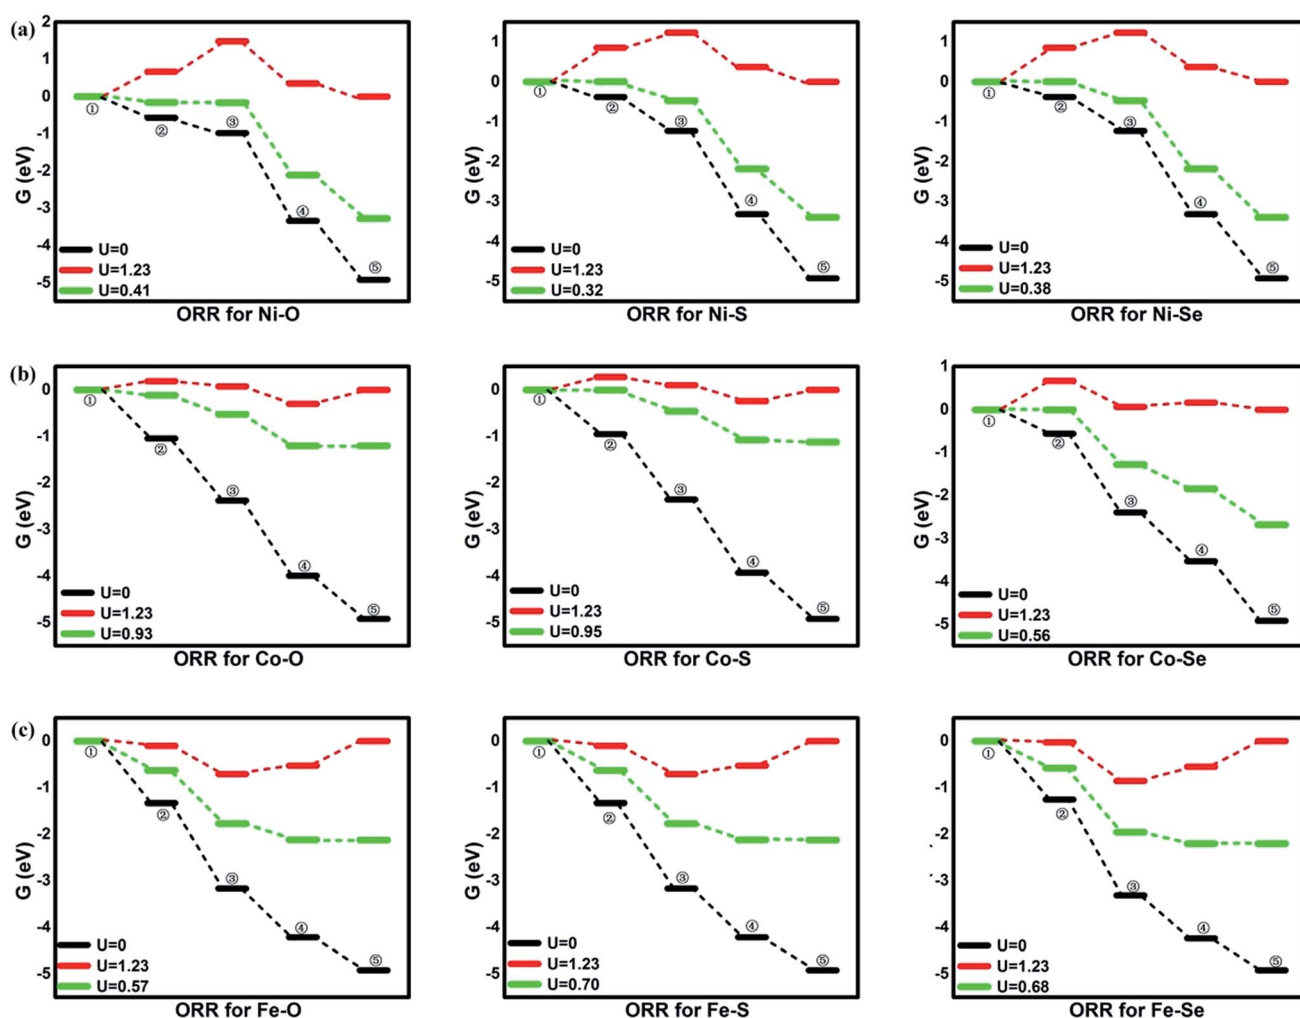 (a)
G (eV)
2
1
0
-1
-2
-3
-4
-5
①
②
③
④
⑤
U=0
U=1.23
U=0.41
ORR for Ni-O
G (eV)
1
0
-1
-2
-3
-4
-5
①
②
③
④
⑤
U=0
U=1.23
U=0.32
ORR for Ni-S
G (eV)
1
0
-1
-2
-3
-4
-5
①
②
③
④
⑤
U=0
U=1.23
U=0.38
ORR for Ni-Se
(b)
G (eV)
0
-1
-2
-3
-4
-5
①
②
③
④
⑤
U=0
U=1.23
U=0.93
ORR for Co-O
G (eV)
0
-1
-2
-3
-4
-5
①
②
③
④
⑤
U=0
U=1.23
U=0.95
ORR for Co-S
G (eV)
1
0
1
-2
-3
-4
-5
①
②
③
④
⑤
U=0
U=1.23
U=0.56
ORR for Co-Se
(c)
G (eV)
0
-1
-2
-3
-4
-5
①
②
③
④
⑤
U=0
U=1.23
U=0.57
ORR for Fe-O
G (eV)
0
-1
-2
-3
-4
-5
①
②
③
④
⑤
U=0
U=1.23
U=0.70
ORR for Fe-S
G (eV)
0
-1
-2
-3
-4
-5
①
②
③
④
⑤
U=0
U=1.23
U=0.68
ORR for Fe-Se